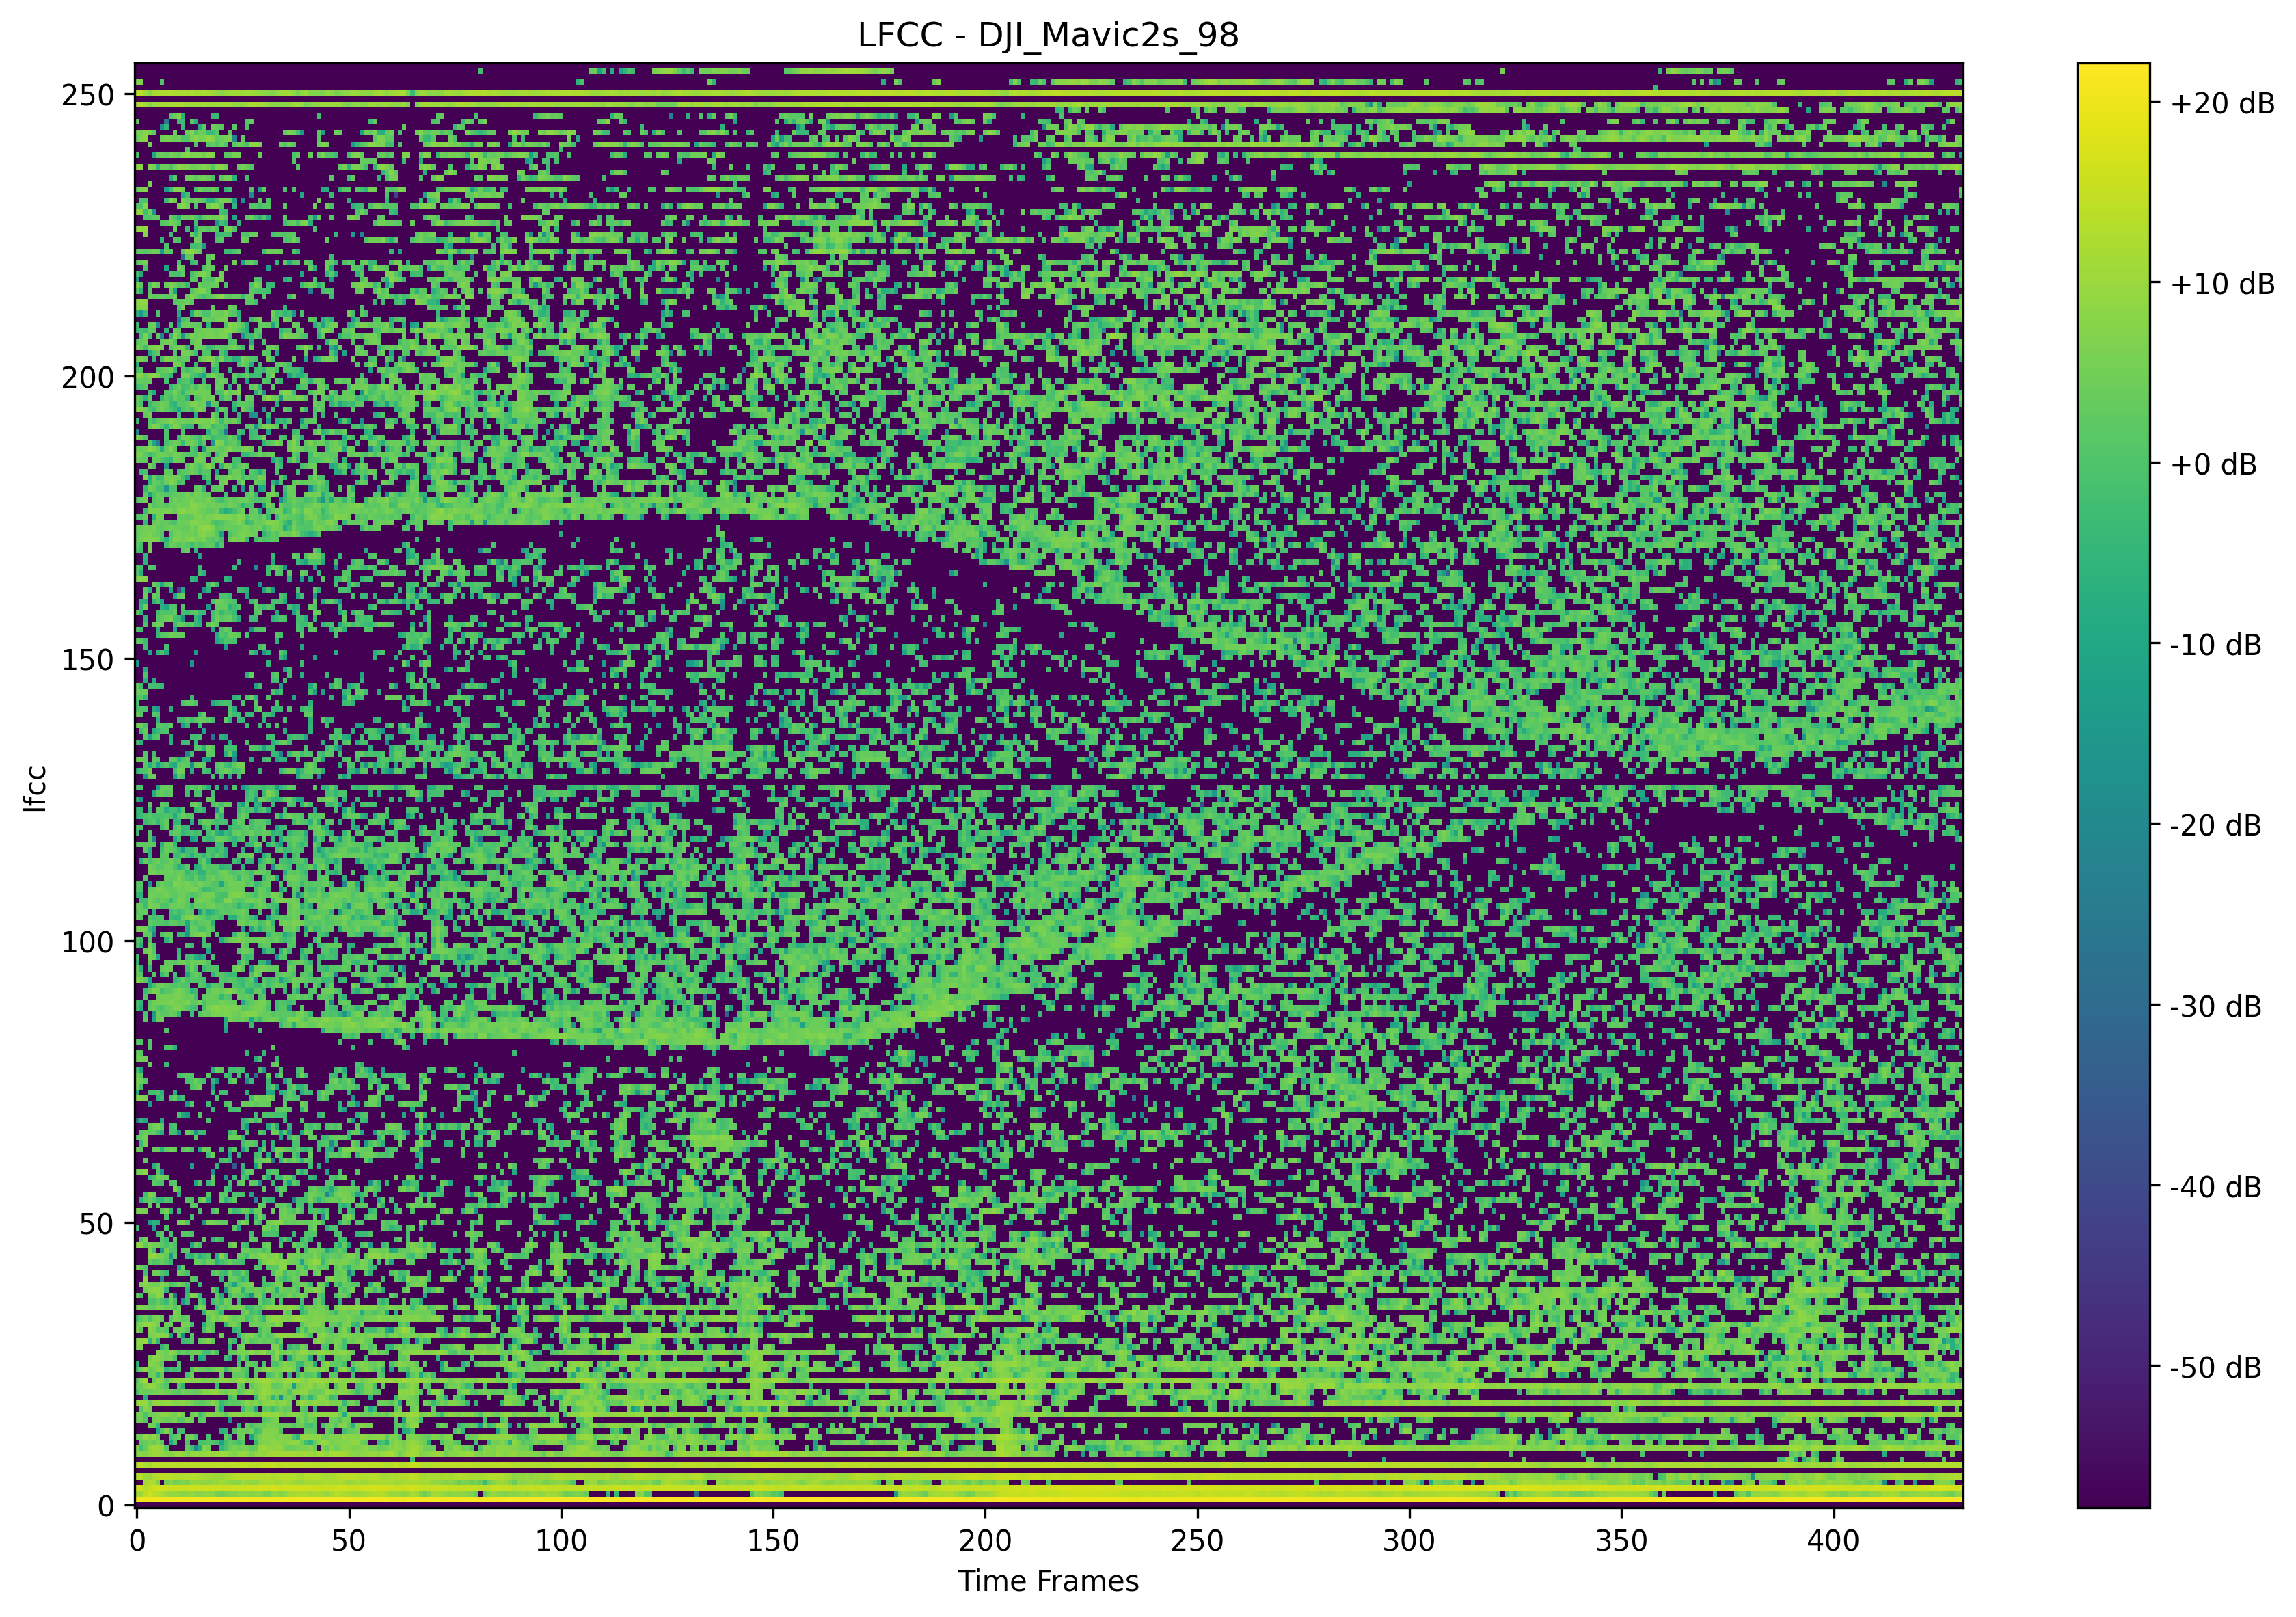 LFCC - DJI_Mavic2s_98
lfcc
250
200
150
100
50
0
0 50 100 150 200 250 300 350 400
Time Frames
+20 dB
+10 dB
+0 dB
-10 dB
-20 dB
-30 dB
-40 dB
-50 dB